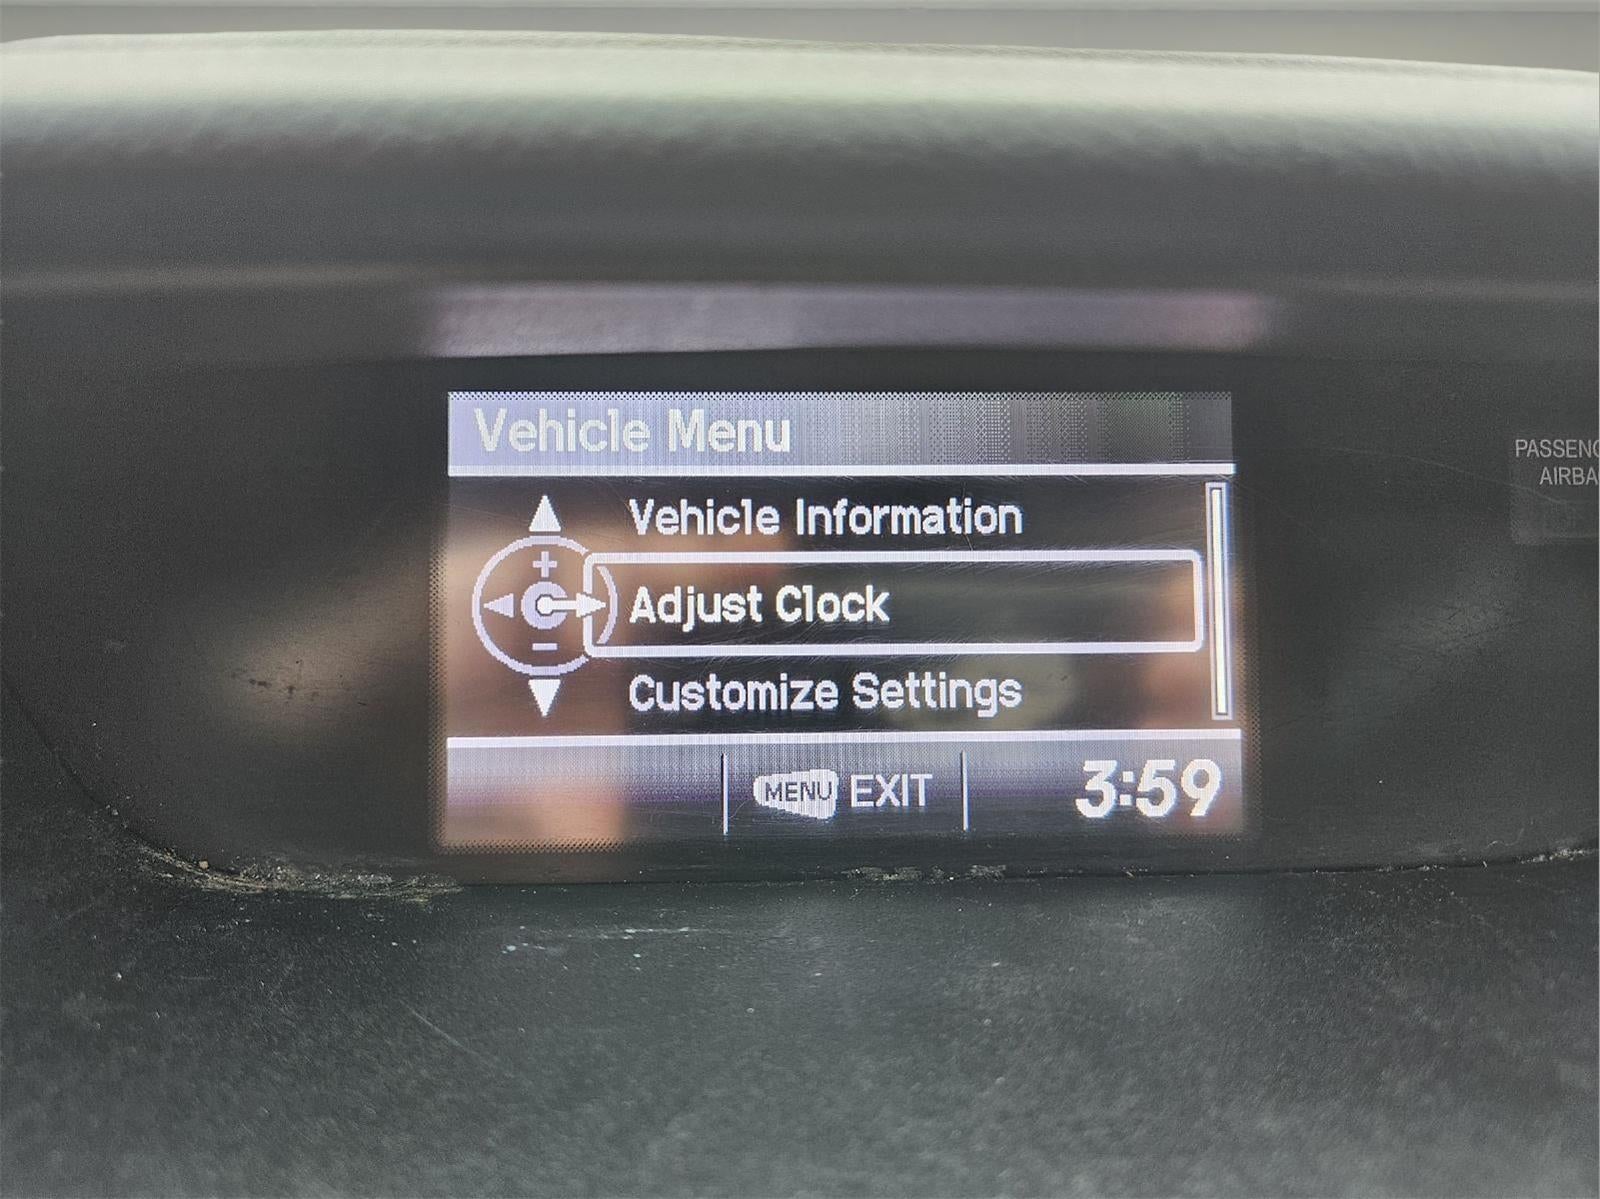 Vehicle Menu
Vehicle Information
+
Adjust Clock
-
Customize Settings
MENU EXIT
3:59
PASSENG
AIRBA